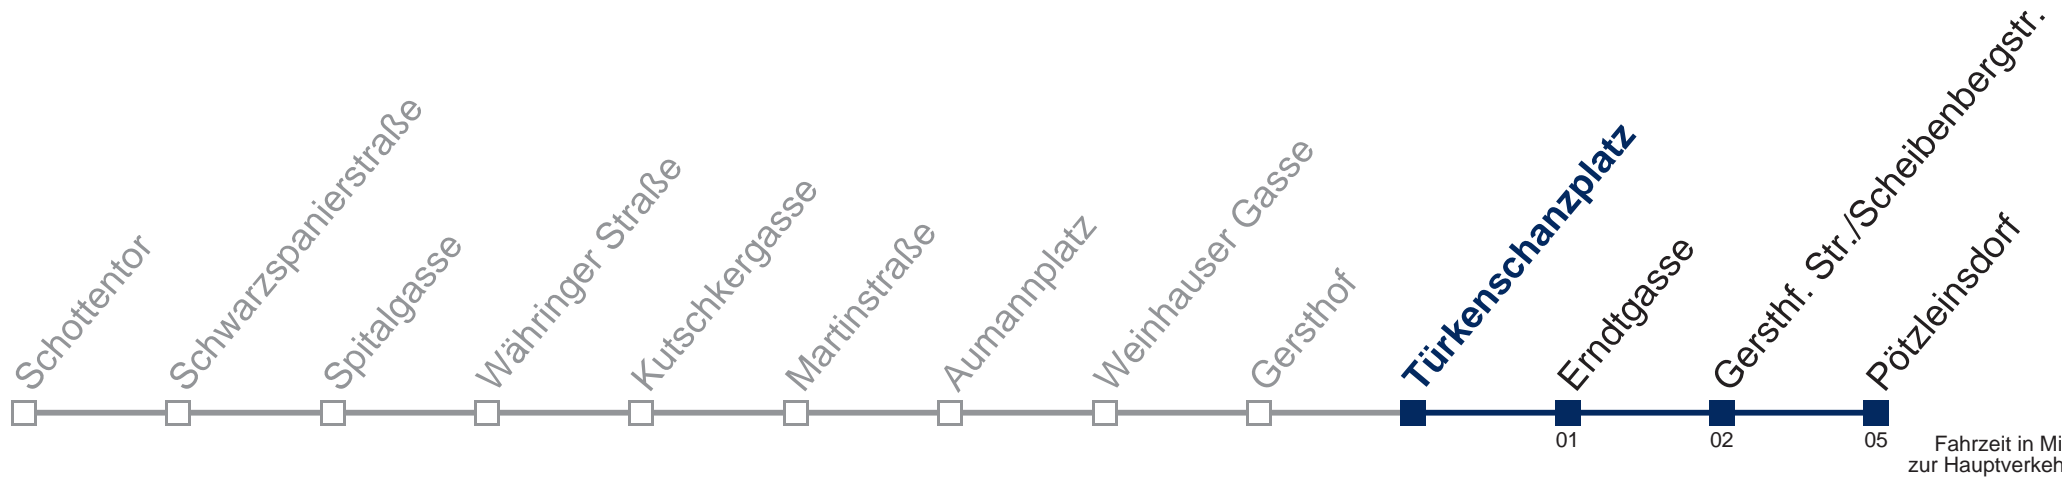 Schottentor
Schwarzspanierstraße
Spitalgasse
Währinger Straße
Kutschkergasse
Martinstraße
Aumannplatz
Weinhauser Gasse
Gersthof
Türkenschanzplatz
Erndtgasse
Gersthf. Str./Scheibenbergstr.
Pötzleinsdorf
01
02
05
Fahrzeit in Mi
zur Hauptverkeh